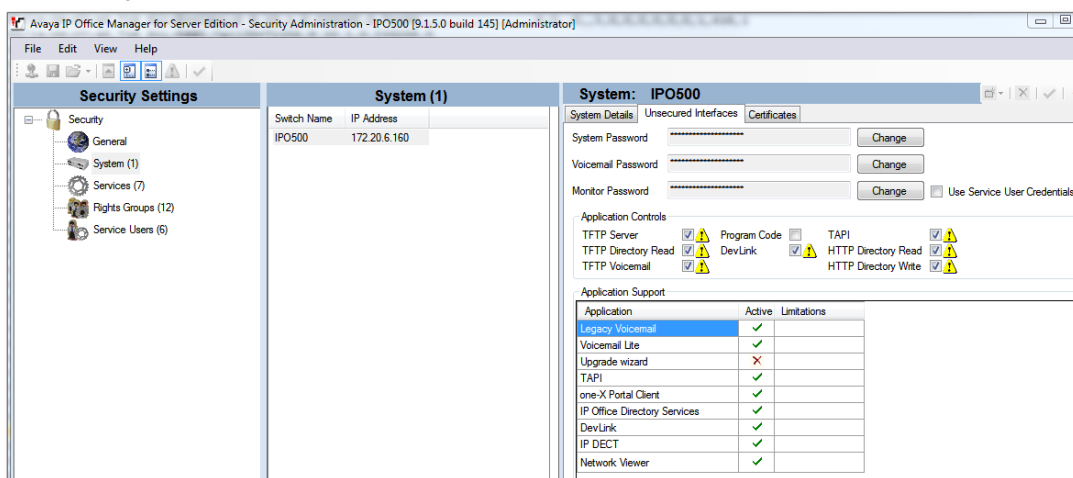 Avaya IP Office Manager for Server Edition - Security Administration - IPO500 [9.1.5.0 build 145] [Administrator]
File Edit View Help
Security Settings
Security
General
System (1)
Services (7)
Rights Groups (12)
Service Users (6)
System (1)
Switch Name IP Address
IPO500 172.20.6.160
System: IPO500
System Details Unsecured Interfaces Certificates
System Password ******************** Change
Voicemail Password ******************** Change
Monitor Password ******************** Change Use Service User Credentials
Application Controls
TFTP Server Program Code TAPI
TFTP Directory Read DevLink HTTP Directory Read
TFTP Voicemail HTTP Directory Write
Application Support
Application Active Limitations
Legacy Voicemail
Voicemail Lite
Upgrade wizard
TAPI
one-X Portal Client
IP Office Directory Services
DevLink
IP DECT
Network Viewer